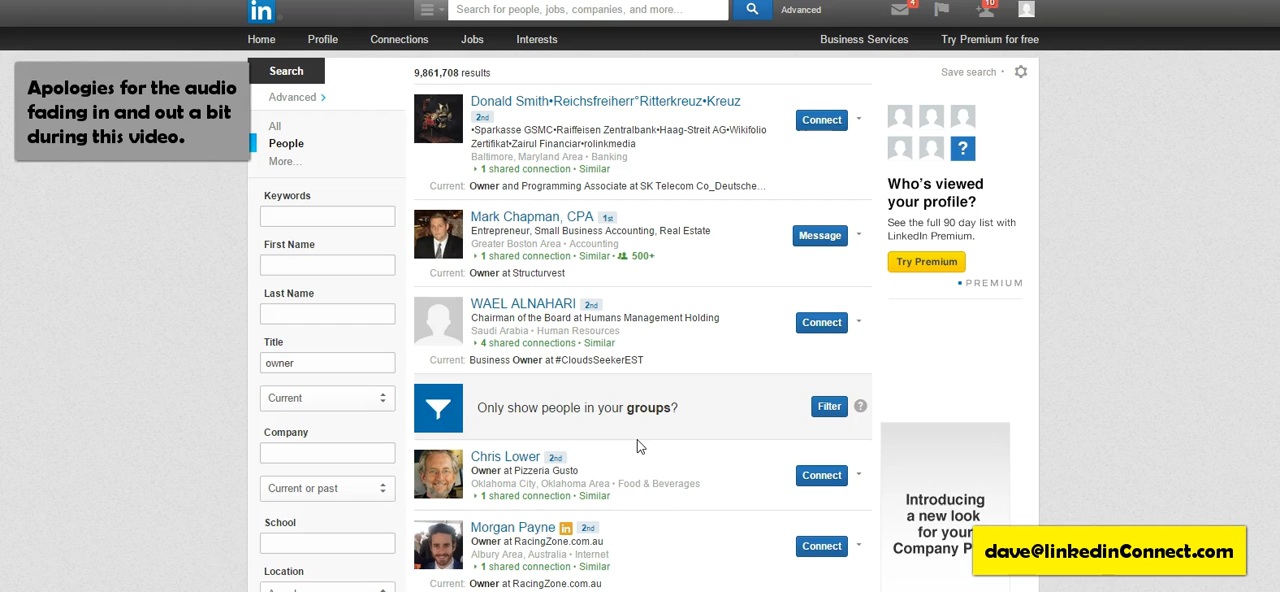 in
Search for people, jobs, companies, and more...
Advanced
4
10
Home
Profile
Connections
Jobs
Interests
Business Services
Try Premium for free
Apologies for the audio
fading in and out a bit
during this video.
Search
Advanced
All
People
More...
Keywords
First Name
Last Name
Title
owner
Current
Company
Current or past
School
Location
9,861,708 results
Save search
Donald Smith•Reichsfreiherr°Ritterkreuz•Kreuz
2nd
•Sparkasse GSMC•Raiffeisen Zentralbank•Haag-Streit AG•Wikifolio
Zertifikat•Zairul Financiar•rolinkmedia
Baltimore, Maryland Area • Banking
1 shared connection • Similar
Current: Owner and Programming Associate at SK Telecom Co_Deutsche...
Connect
Mark Chapman, CPA 1st
Entrepreneur, Small Business Accounting, Real Estate
Greater Boston Area • Accounting
1 shared connection • Similar • 500+
Current: Owner at Structurvest
Message
WAEL ALNAHARI 2nd
Chairman of the Board at Humans Management Holding
Saudi Arabia • Human Resources
4 shared connections • Similar
Current: Business Owner at #CloudsSeekerEST
Connect
Only show people in your groups?
Filter
?
Chris Lower 2nd
Owner at Pizzeria Gusto
Oklahoma City, Oklahoma Area • Food & Beverages
1 shared connection • Similar
Connect
Morgan Payne in 2nd
Owner at RacingZone.com.au
Albury Area, Australia • Internet
1 shared connection • Similar
Current: Owner at RacingZone.com.au
Connect
?
Who's viewed
your profile?
See the full 90 day list with
LinkedIn Premium.
Try Premium
PREMIUM
Introducing
a new look
for your
Company
dave@linkedinConnect.com